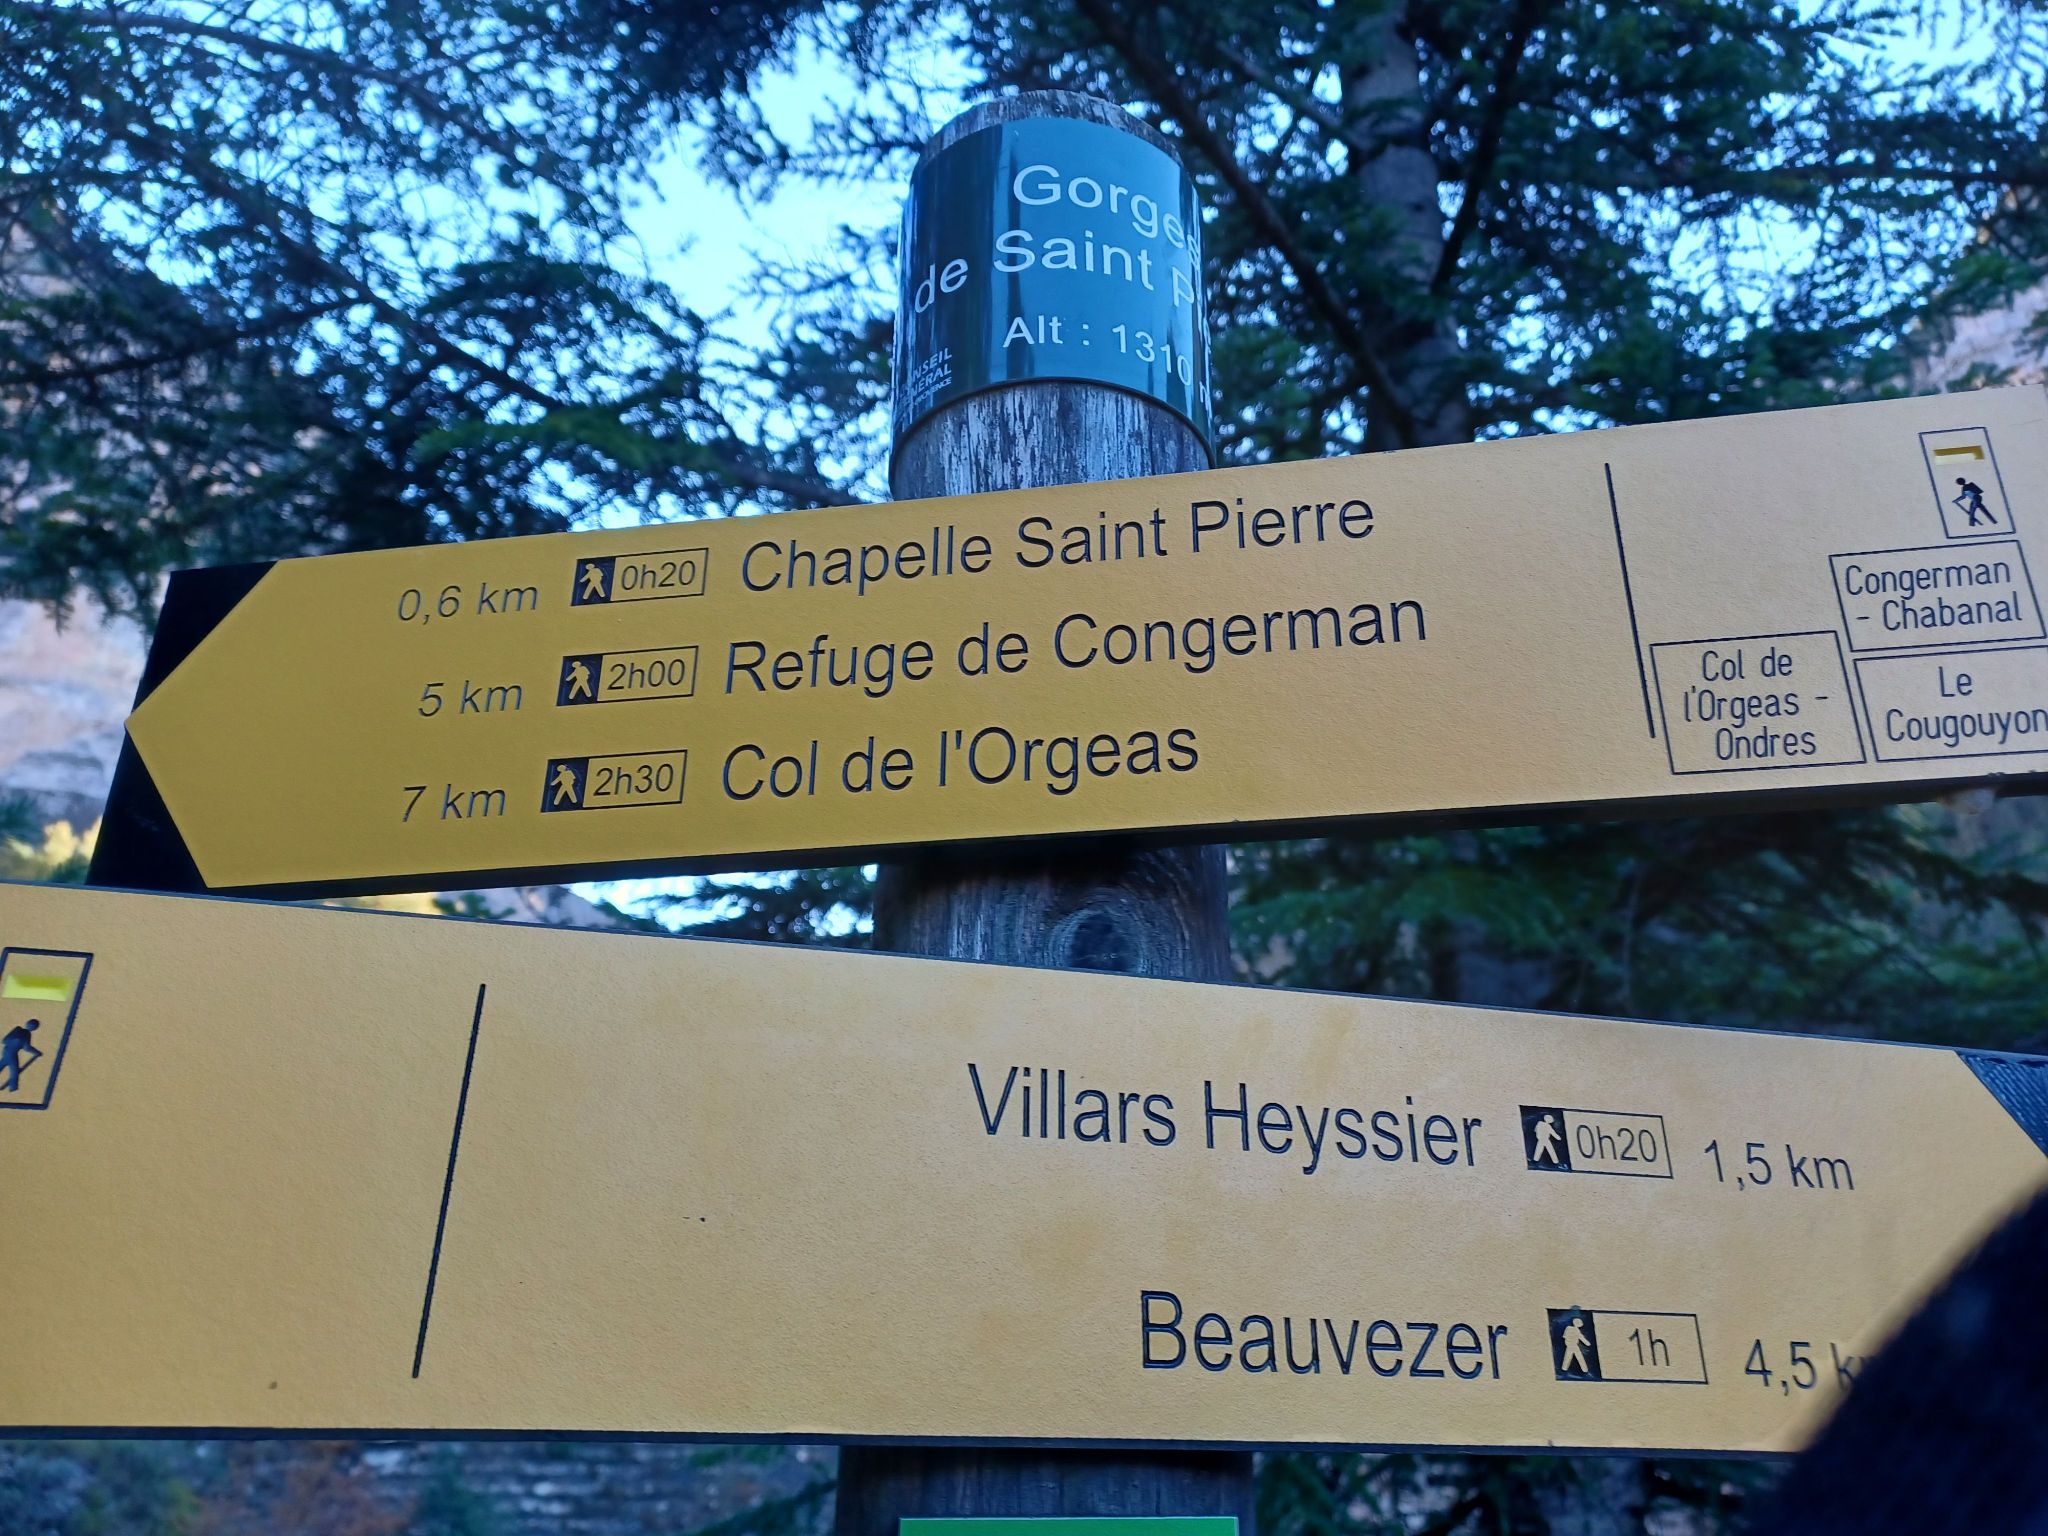 Gorges
de Saint P
Alt : 1310 m
0,6 km 0h20 Chapelle Saint Pierre
5 km 2h00 Refuge de Congerman
7 km 2h30 Col de l'Orgeas
Congerman
- Chabanal
Col de
l'Orgeas -
Ondres
Le
Cougouyon
Villars Heyssier 0h20 1,5 km
Beauvezer 1h 4,5 k